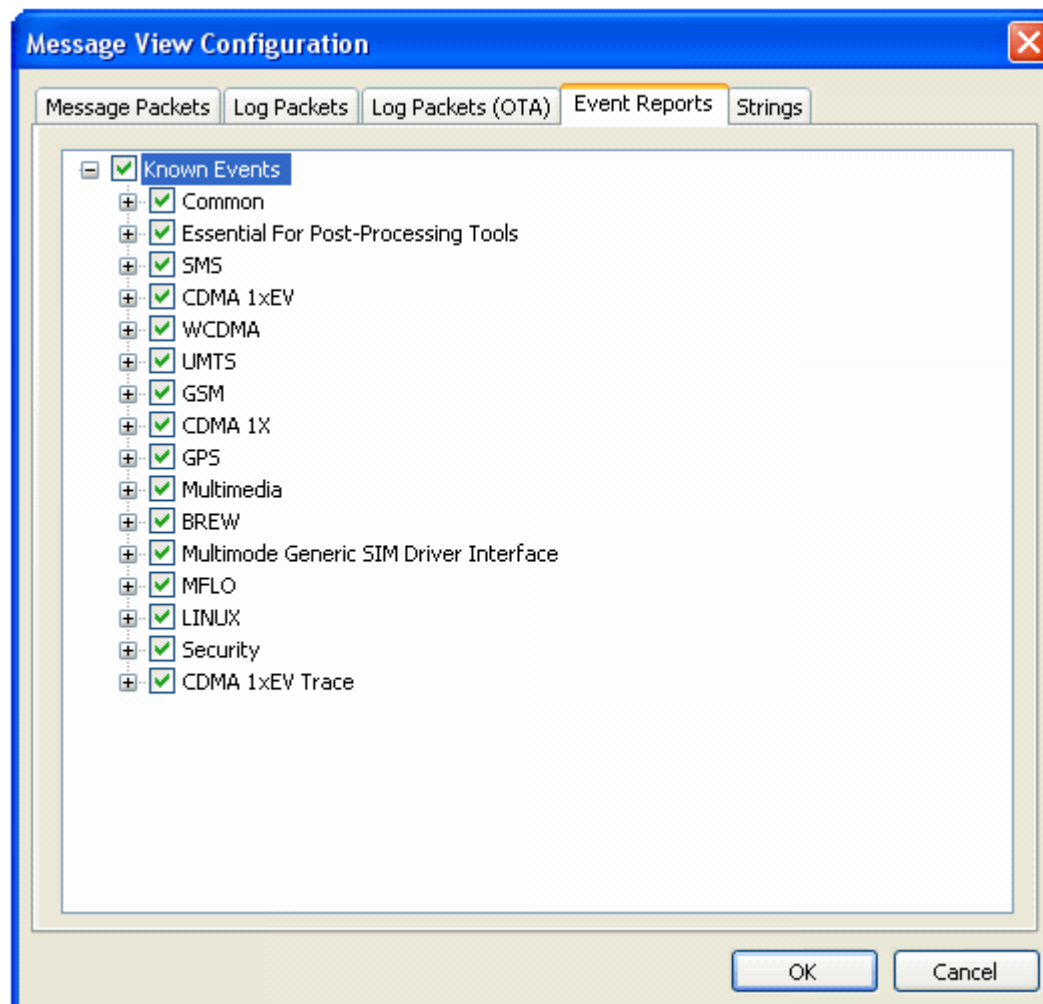 Message View Configuration
Message Packets Log Packets Log Packets (OTA) Event Reports Strings
Known Events
Common
Essential For Post-Processing Tools
SMS
CDMA 1xEV
WCDMA
UMTS
GSM
CDMA 1X
GPS
Multimedia
BREW
Multimode Generic SIM Driver Interface
MFLO
LINUX
Security
CDMA 1xEV Trace
OK Cancel